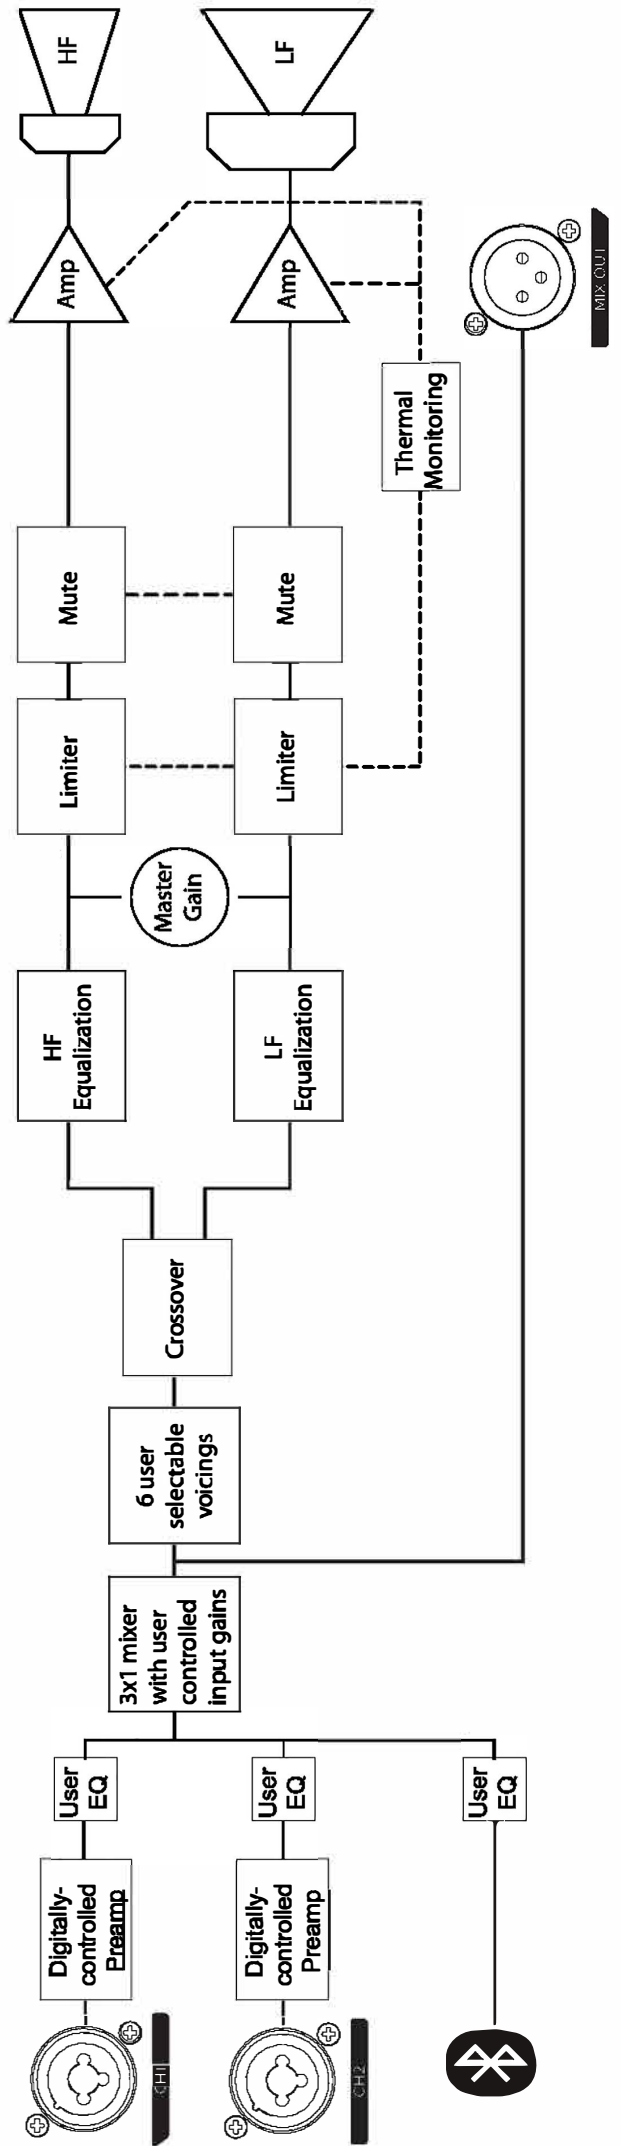 CH1
Digitally-
controlled
Preamp
User
EQ
CH2
Digitally-
controlled
Preamp
User
EQ
User
EQ
3x1 mixer
with user
controlled
input gains
6 user
selectable
voicings
Crossover
HF
Equalization
LF
Equalization
Master
Gain
Limiter
Limiter
Mute
Mute
Thermal
Monitoring
Amp
Amp
HF
LF
MIX OUT